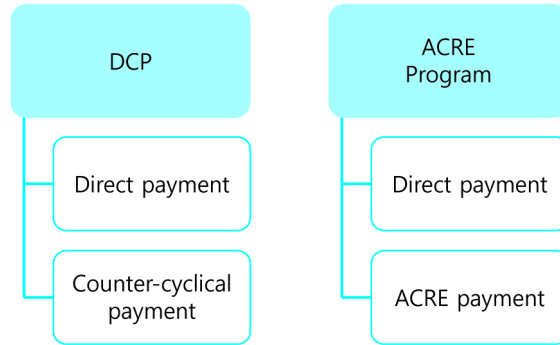 DCP
Direct payment
Counter-cyclical
payment
ACRE
Program
Direct payment
ACRE payment